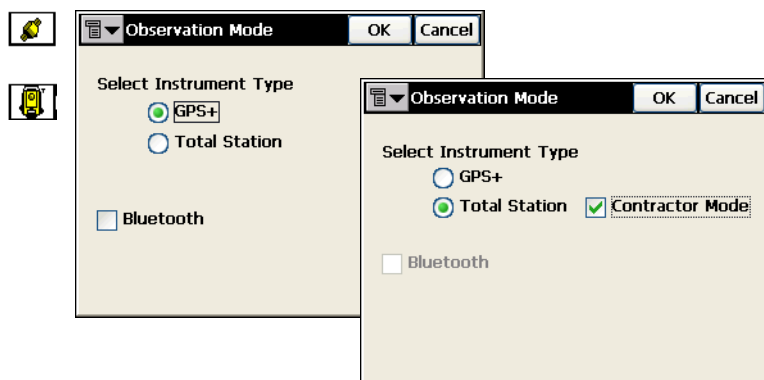 Observation Mode OK Cancel
Select Instrument Type
GPS+
Total Station
Bluetooth
Observation Mode OK Cancel
Select Instrument Type
GPS+
Total Station Contractor Mode
Bluetooth